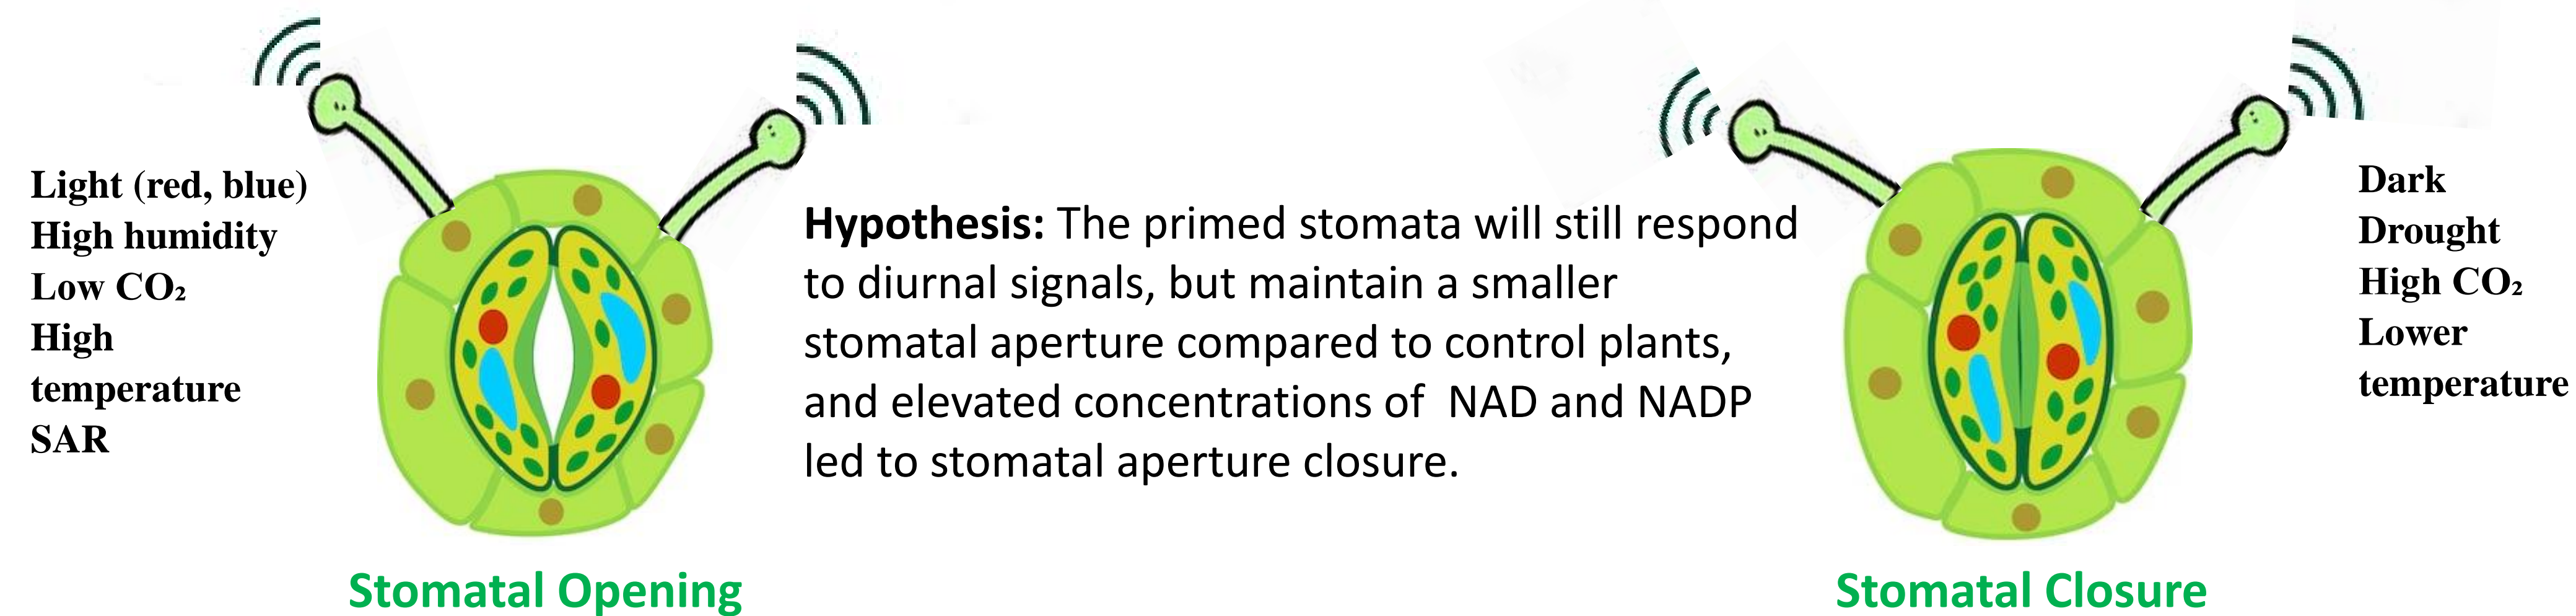 Light (red, blue)
High humidity
Low CO₂
High
temperature
SAR
Hypothesis: The primed stomata will still respond
to diurnal signals, but maintain a smaller
stomatal aperture compared to control plants,
and elevated concentrations of  NAD and NADP
led to stomatal aperture closure.
Dark
Drought
High CO₂
Lower
temperature
Stomatal Opening
Stomatal Closure